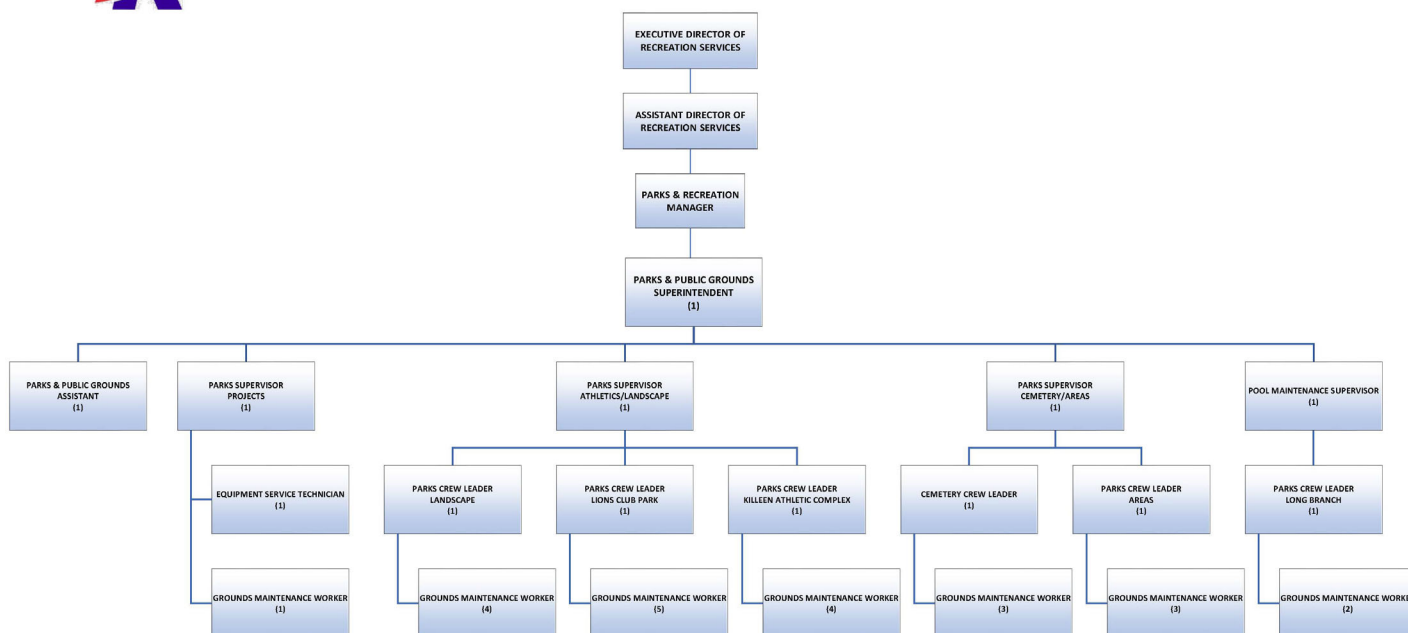 EXECUTIVE DIRECTOR OF
RECREATION SERVICES
ASSISTANT DIRECTOR OF
RECREATION SERVICES
PARKS & RECREATION
MANAGER
PARKS & PUBLIC GROUNDS
SUPERINTENDENT
(1)
PARKS & PUBLIC GROUNDS
ASSISTANT
(1)
PARKS SUPERVISOR
PROJECTS
(1)
PARKS SUPERVISOR
ATHLETICS/LANDSCAPE
(1)
PARKS SUPERVISOR
CEMETERY/AREAS
(1)
POOL MAINTENANCE SUPERVISOR
(1)
EQUIPMENT SERVICE TECHNICIAN
(1)
PARKS CREW LEADER
LANDSCAPE
(1)
PARKS CREW LEADER
LIONS CLUB PARK
(1)
PARKS CREW LEADER
KILLEEN ATHLETIC COMPLEX
(1)
CEMETERY CREW LEADER
(1)
PARKS CREW LEADER
AREAS
(1)
PARKS CREW LEADER
LONG BRANCH
(1)
GROUNDS MAINTENANCE WORKER
(1)
GROUNDS MAINTENANCE WORKER
(4)
GROUNDS MAINTENANCE WORKER
(5)
GROUNDS MAINTENANCE WORKER
(4)
GROUNDS MAINTENANCE WORKER
(3)
GROUNDS MAINTENANCE WORKER
(3)
GROUNDS MAINTENANCE WORKE
(2)